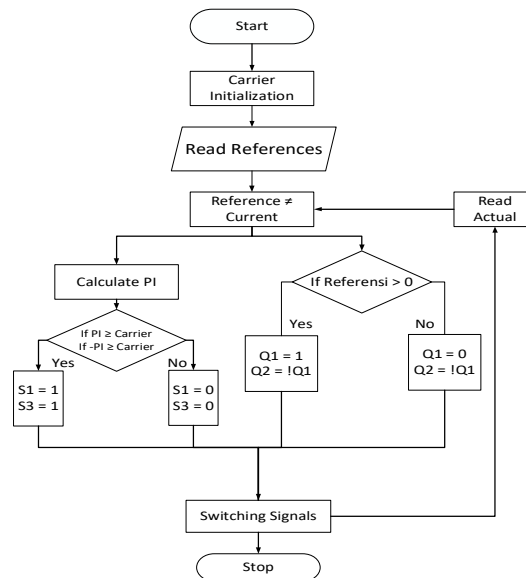 Start
Carrier
Initialization
Read References
Reference ≠
Current
Read
Actual
Calculate PI
If Referensi > 0
If PI ≥ Carrier
If -PI ≥ Carrier
Yes
No
Yes
No
S1 = 1
S3 = 1
S1 = 0
S3 = 0
Q1 = 1
Q2 = !Q1
Q1 = 0
Q2 = !Q1
Switching Signals
Stop